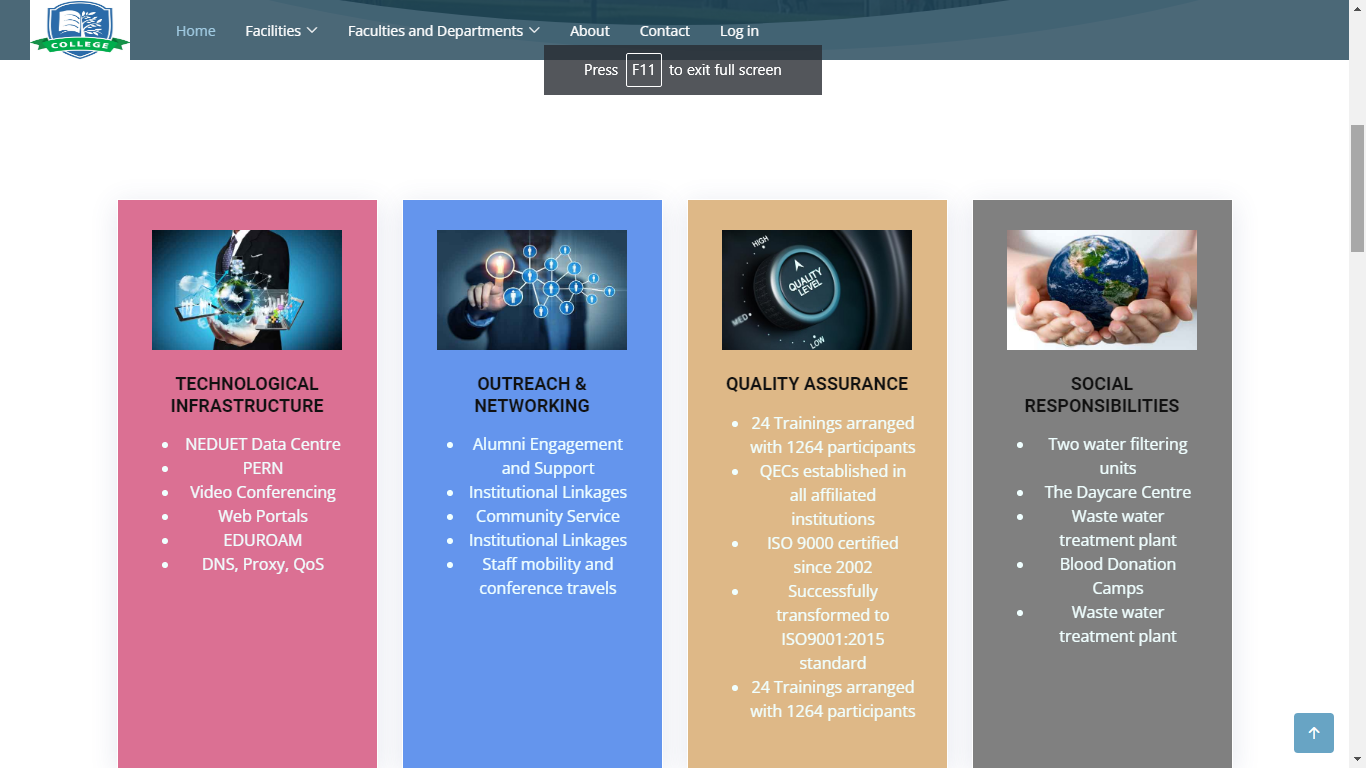 COLLEGE
Home
Facilities
Faculties and Departments
About
Contact
Log in
Press F11 to exit full screen
TECHNOLOGICAL
INFRASTRUCTURE
NEDUET Data Centre
PERN
Video Conferencing
Web Portals
EDUROAM
DNS, Proxy, QoS
OUTREACH &
NETWORKING
Alumni Engagement
and Support
Institutional Linkages
Community Service
Institutional Linkages
Staff mobility and
conference travels
HIGH
QUALITY
LEVEL
MED
LOW
QUALITY ASSURANCE
24 Trainings arranged
with 1264 participants
QECs established in
all affiliated
institutions
ISO 9000 certified
since 2002
Successfully
transformed to
ISO9001:2015
standard
24 Trainings arranged
with 1264 participants
SOCIAL
RESPONSIBILITIES
Two water filtering
units
The Daycare Centre
Waste water
treatment plant
Blood Donation
Camps
Waste water
treatment plant